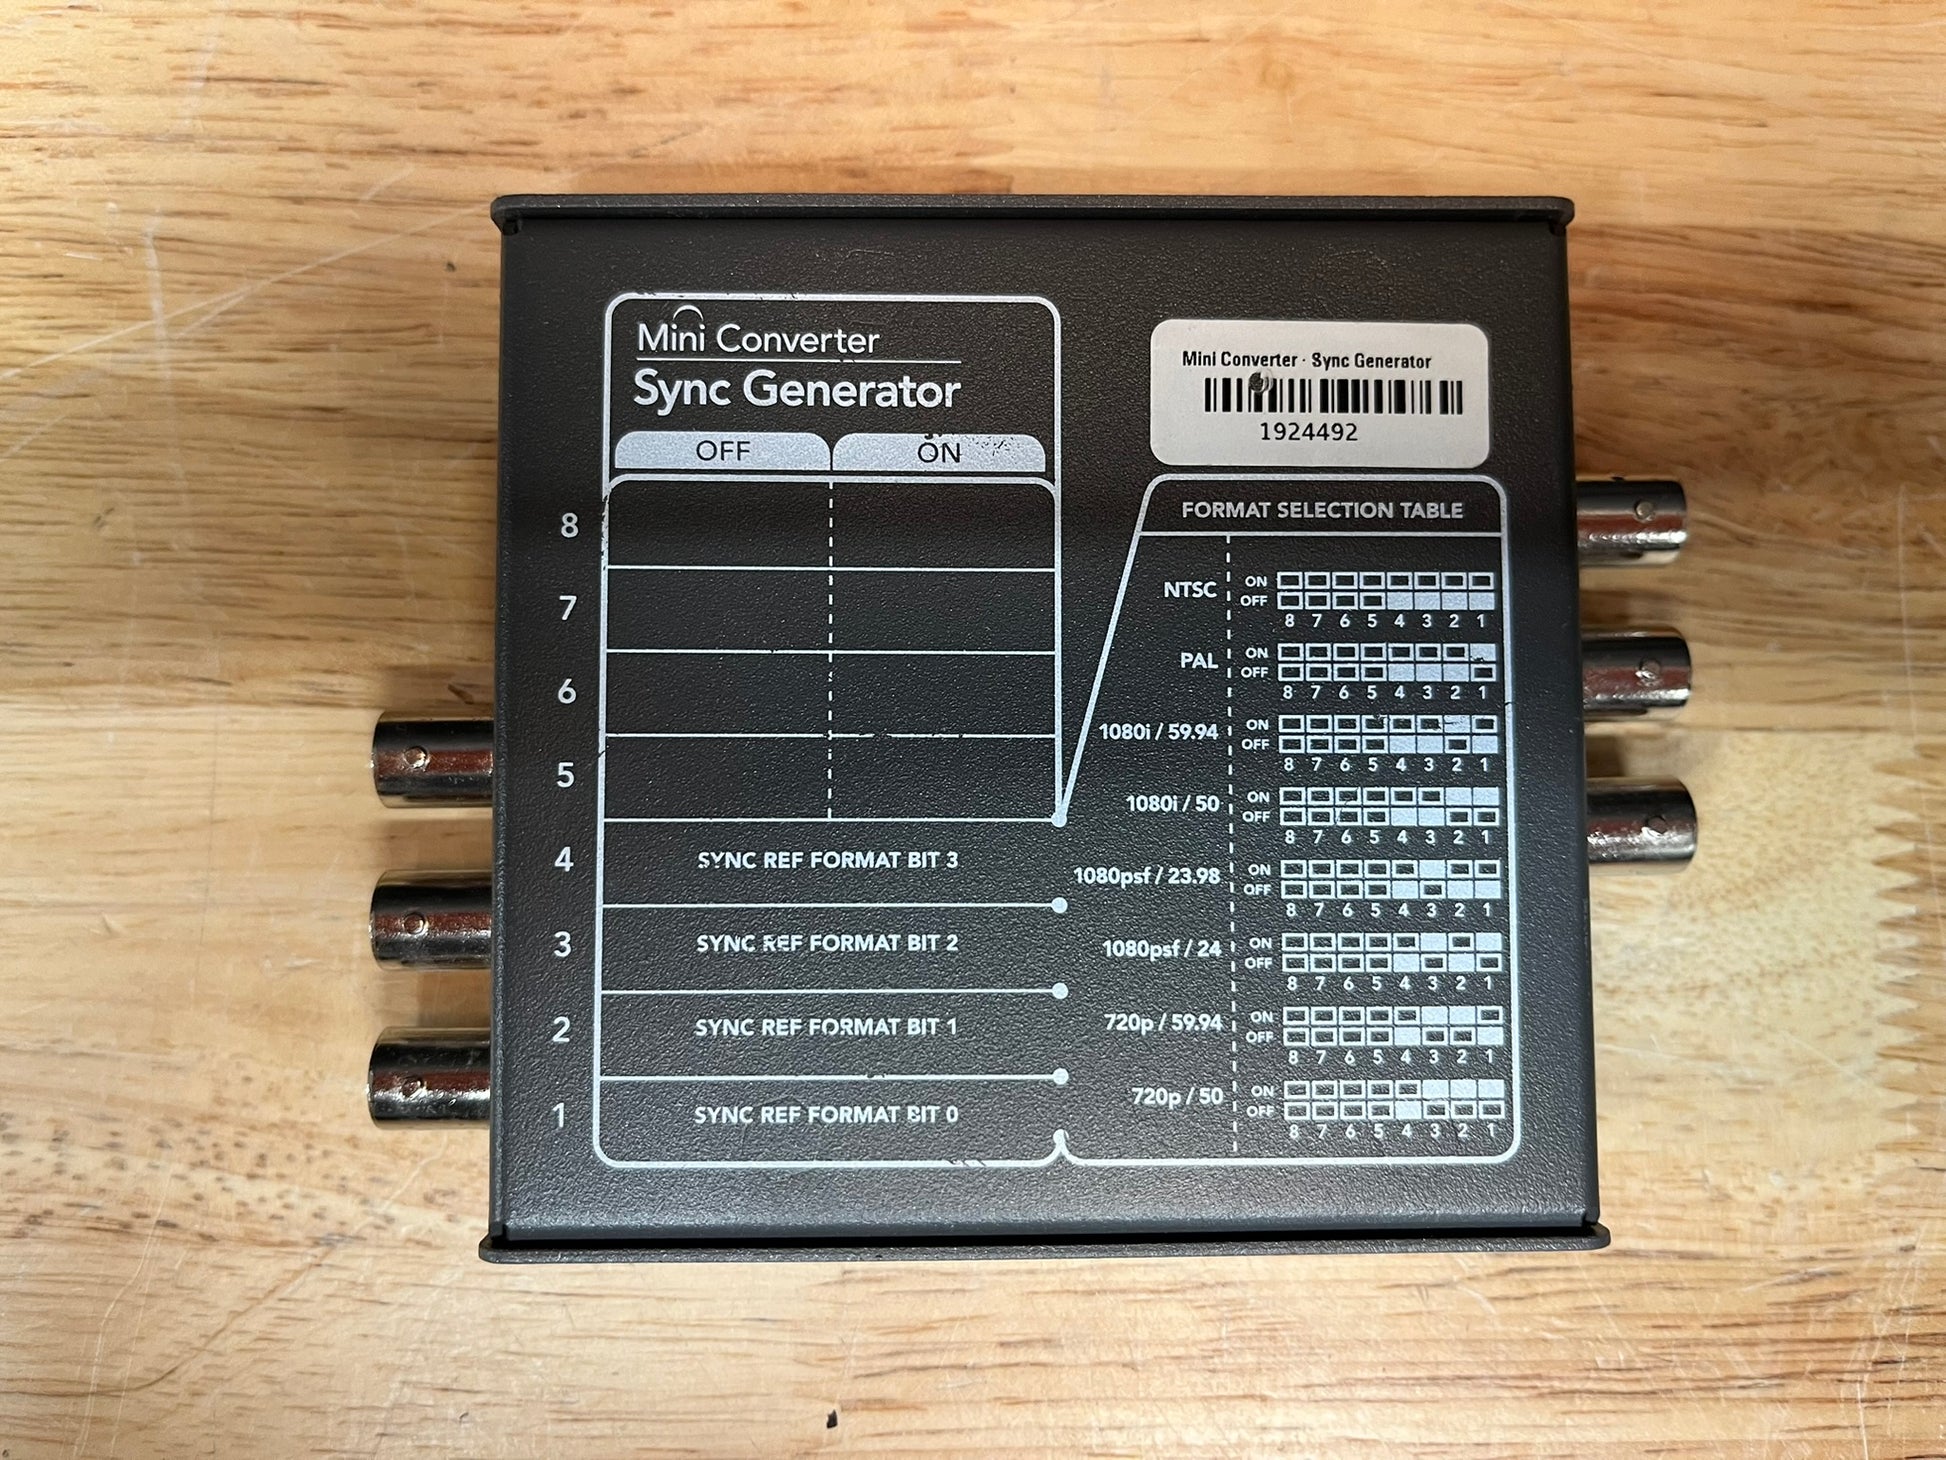 Mini Converter
Sync Generator
OFF ON
8
7
6
5
4 SYNC REF FORMAT BIT 3
3 SYNC REF FORMAT BIT 2
2 SYNC REF FORMAT BIT 1
1 SYNC REF FORMAT BIT 0
Mini Converter · Sync Generator
1924492
FORMAT SELECTION TABLE
NTSC
ON
OFF
8 7 6 5 4 3 2 1
PAL
ON
OFF
8 7 6 5 4 3 2 1
1080i / 59.94
ON
OFF
8 7 6 5 4 3 2 1
1080i / 50
ON
OFF
8 7 6 5 4 3 2 1
1080psf / 23.98
ON
OFF
8 7 6 5 4 3 2 1
1080psf / 24
ON
OFF
8 7 6 5 4 3 2 1
720p / 59.94
ON
OFF
8 7 6 5 4 3 2 1
720p / 50
ON
OFF
8 7 6 5 4 3 2 1